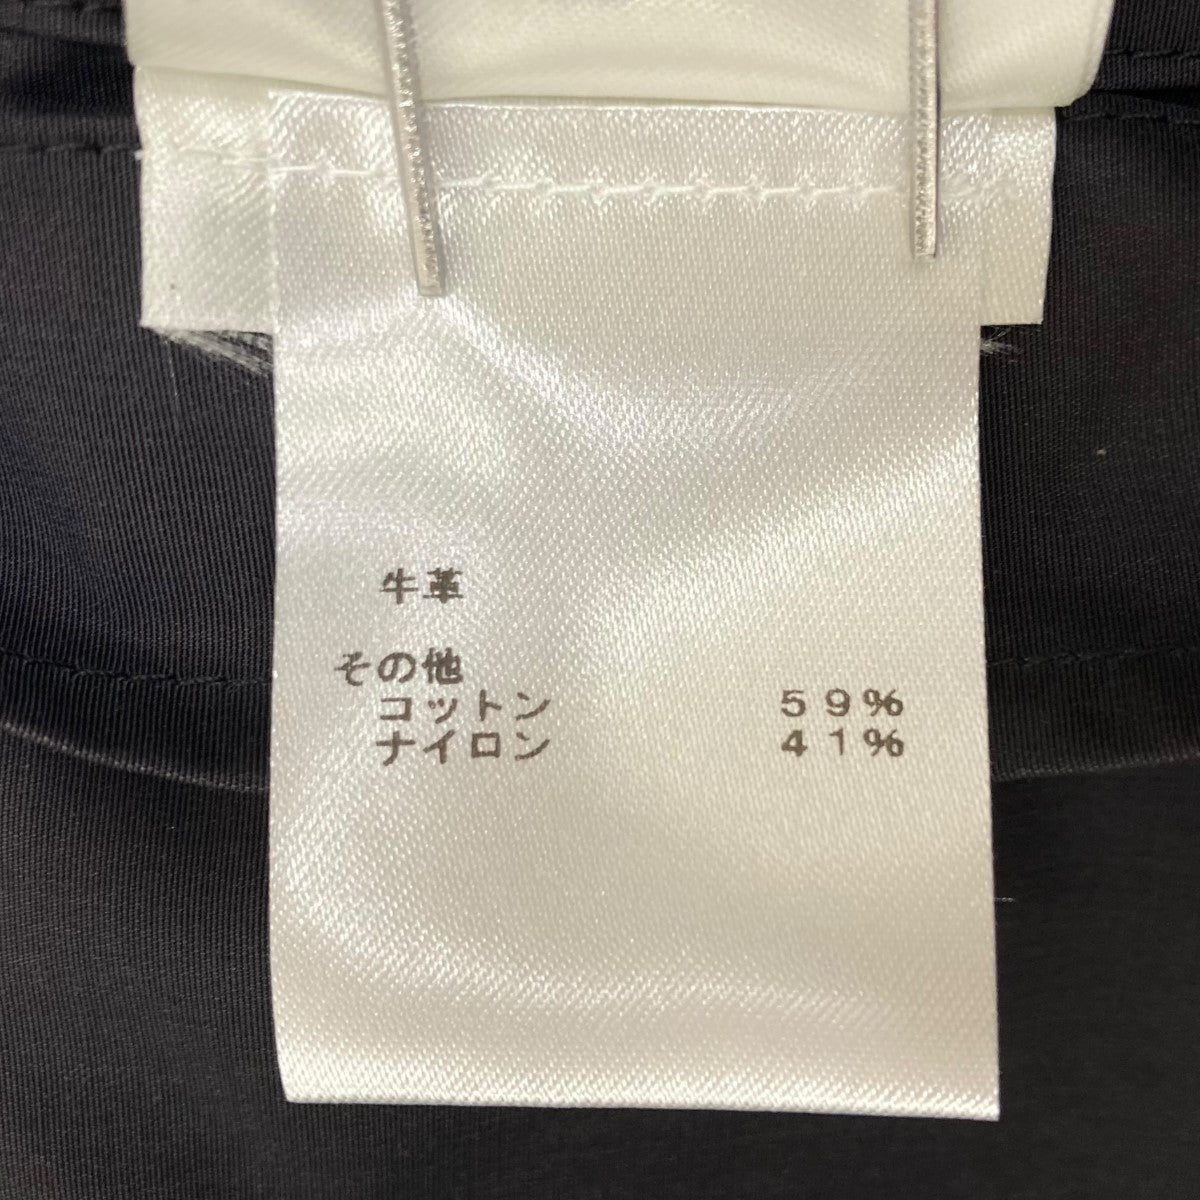 牛革
その他
コットン 59%
ナイロン 41%